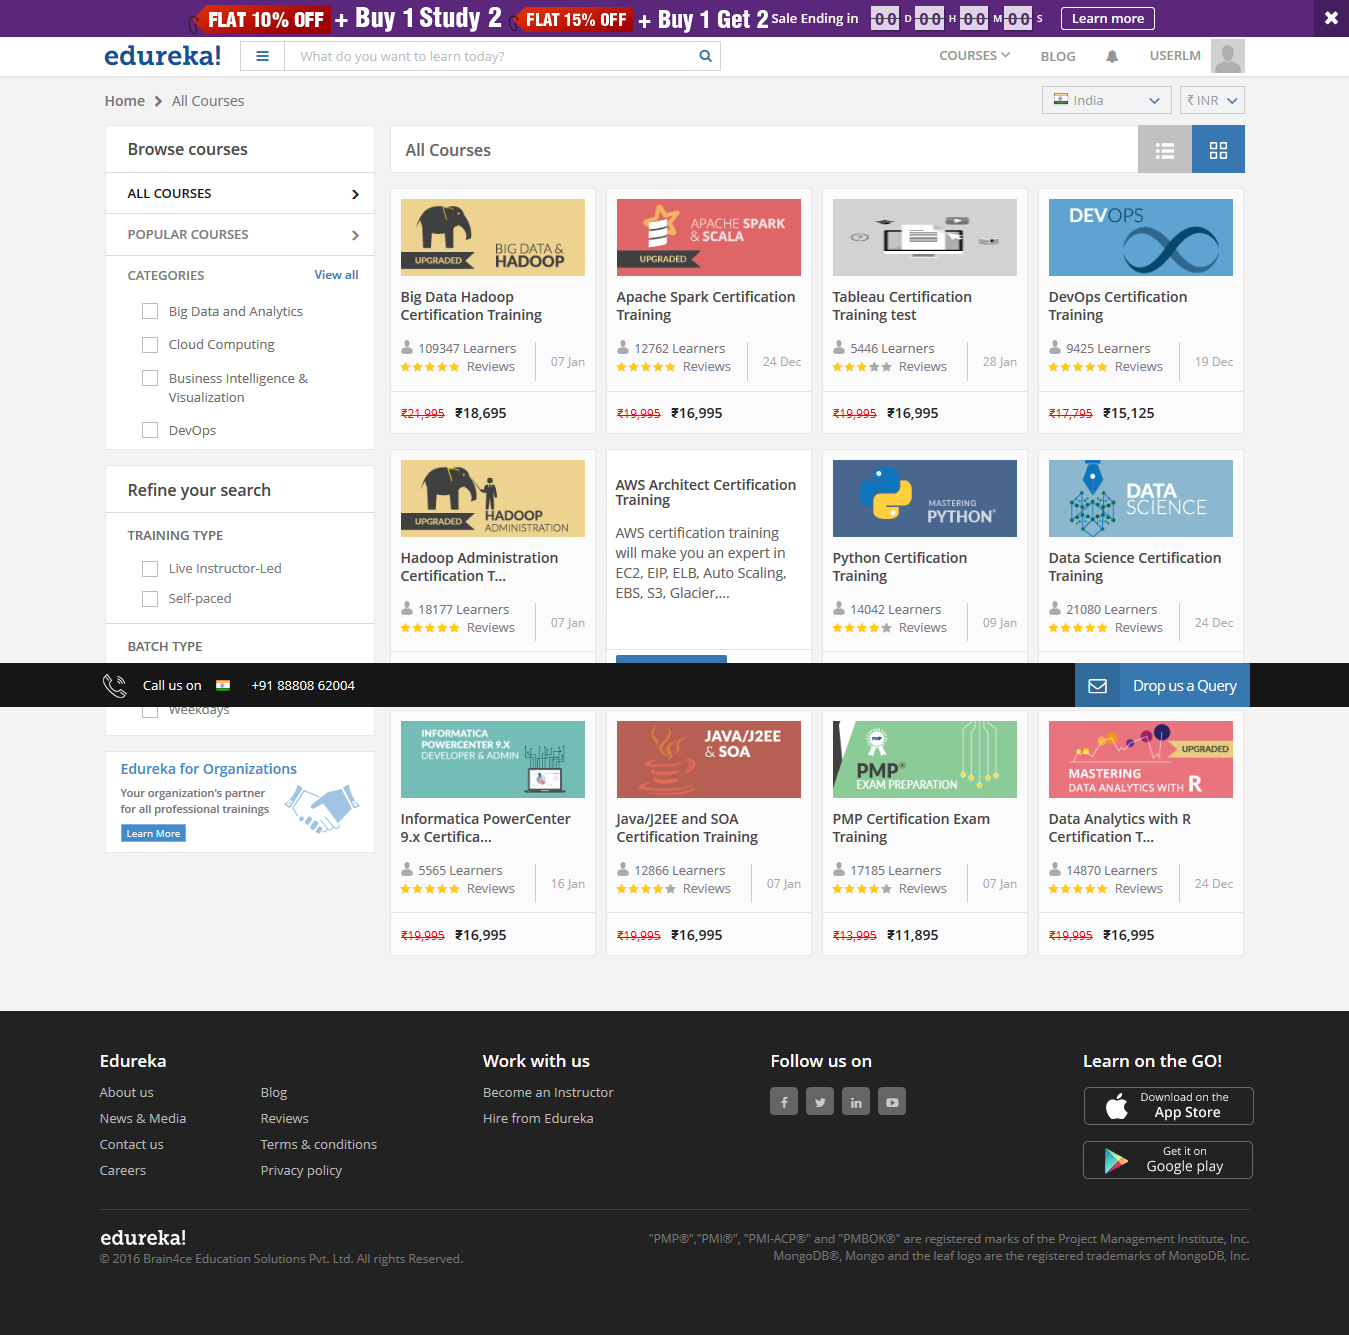 FLAT 10% OFF + Buy 1 Study 2 FLAT 15% OFF + Buy 1 Get 2 Sale Ending in 00 D 00 H 00 M 00 S Learn more
edureka! What do you want to learn today? COURSES BLOG USERLM
Home All Courses India ₹ INR
Browse courses
ALL COURSES
POPULAR COURSES
CATEGORIES View all
Big Data and Analytics
Cloud Computing
Business Intelligence &
Visualization
DevOps
Refine your search
TRAINING TYPE
Live Instructor-Led
Self-paced
BATCH TYPE
Weekdays
Edureka for Organizations
Your organization's partner
for all professional trainings
Learn More
All Courses
BIG DATA &
HADOOP
UPGRADED
Big Data Hadoop
Certification Training
109347 Learners
Reviews
07 Jan
₹21,995 ₹18,695
APACHE SPARK
& SCALA
UPGRADED
Apache Spark Certification
Training
12762 Learners
Reviews
24 Dec
₹19,995 ₹16,995
Tableau Certification
Training test
5446 Learners
Reviews
28 Jan
₹19,995 ₹16,995
DEVOPS
DevOps Certification
Training
9425 Learners
Reviews
19 Dec
₹17,795 ₹15,125
UPGRADED
HADOOP
ADMINISTRATION
Hadoop Administration
Certification T...
18177 Learners
Reviews
07 Jan
AWS Architect Certification
Training
AWS certification training
will make you an expert in
EC2, EIP, ELB, Auto Scaling,
EBS, S3, Glacier,...
MASTERING
PYTHON®
Python Certification
Training
14042 Learners
Reviews
09 Jan
DATA
SCIENCE
Data Science Certification
Training
21080 Learners
Reviews
24 Dec
Call us on +91 88808 62004 Drop us a Query
INFORMATICA
POWERCENTER 9.X
DEVELOPER & ADMIN
Informatica PowerCenter
9.x Certifica...
5565 Learners
Reviews
16 Jan
₹19,995 ₹16,995
JAVA/J2EE
& SOA
Java/J2EE and SOA
Certification Training
12866 Learners
Reviews
07 Jan
₹19,995 ₹16,995
PMP
PMP®
EXAM PREPARATION
PMP Certification Exam
Training
17185 Learners
Reviews
07 Jan
₹13,995 ₹11,895
UPGRADED
MASTERING
DATA ANALYTICS WITH R
Data Analytics with R
Certification T...
14870 Learners
Reviews
24 Dec
₹19,995 ₹16,995
Edureka
About us
News & Media
Contact us
Careers
Blog
Reviews
Terms & conditions
Privacy policy
Work with us
Become an Instructor
Hire from Edureka
Follow us on
Learn on the GO!
Download on the
App Store
Get it on
Google play
edureka!
© 2016 Brain4ce Education Solutions Pvt. Ltd. All rights Reserved.
"PMP®","PMI®", "PMI-ACP®" and "PMBOK®" are registered marks of the Project Management Institute, Inc.
MongoDB®, Mongo and the leaf logo are the registered trademarks of MongoDB, Inc.